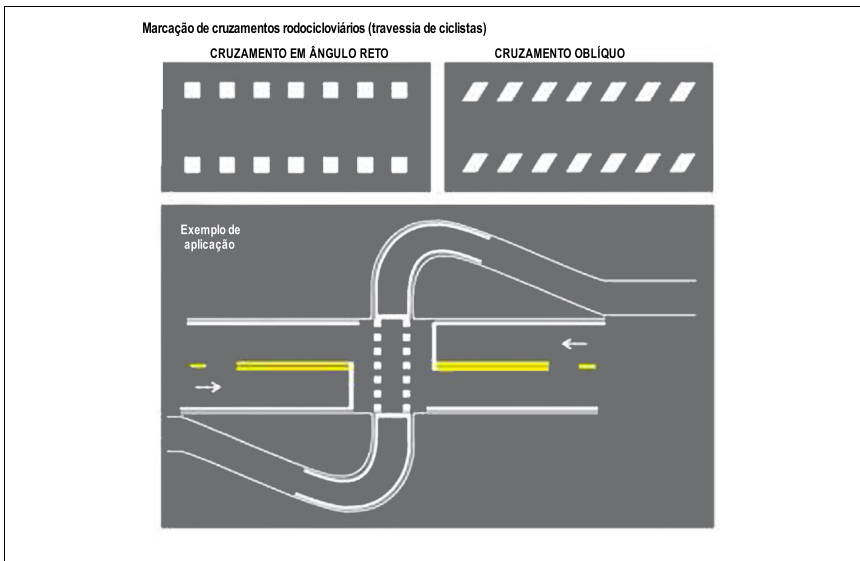 Marcação de cruzamentos rodocicloviários (travessia de ciclistas)
CRUZAMENTO EM ÂNGULO RETO
CRUZAMENTO OBLÍQUO
Exemplo de
aplicação